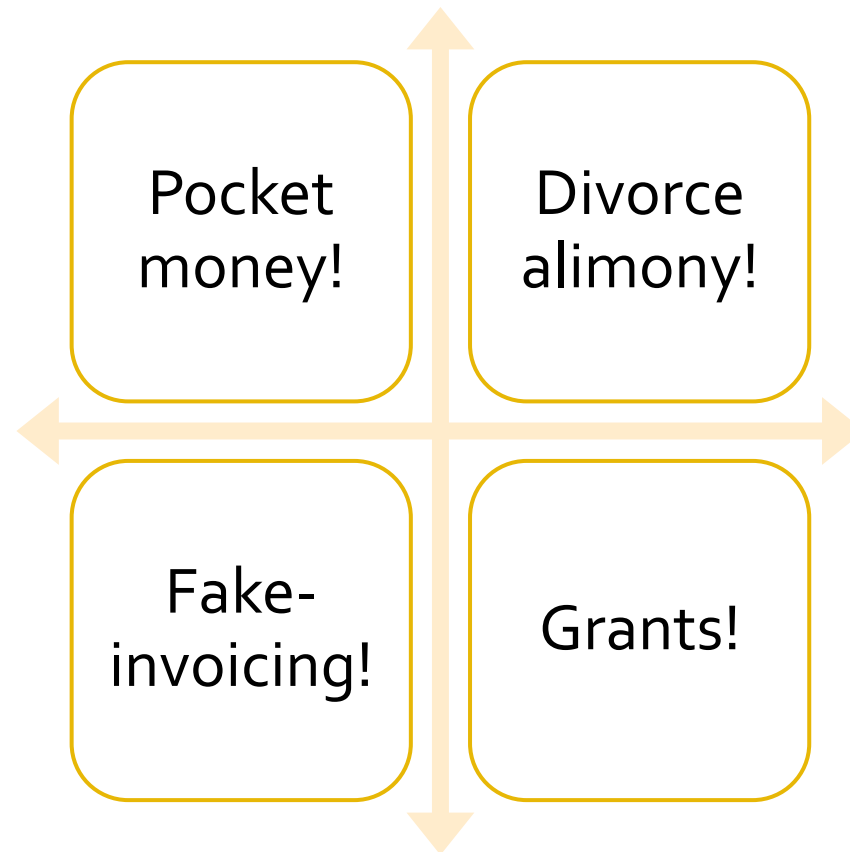 Pocket
money!
Divorce
alimony!
Fake-
invoicing!
Grants!